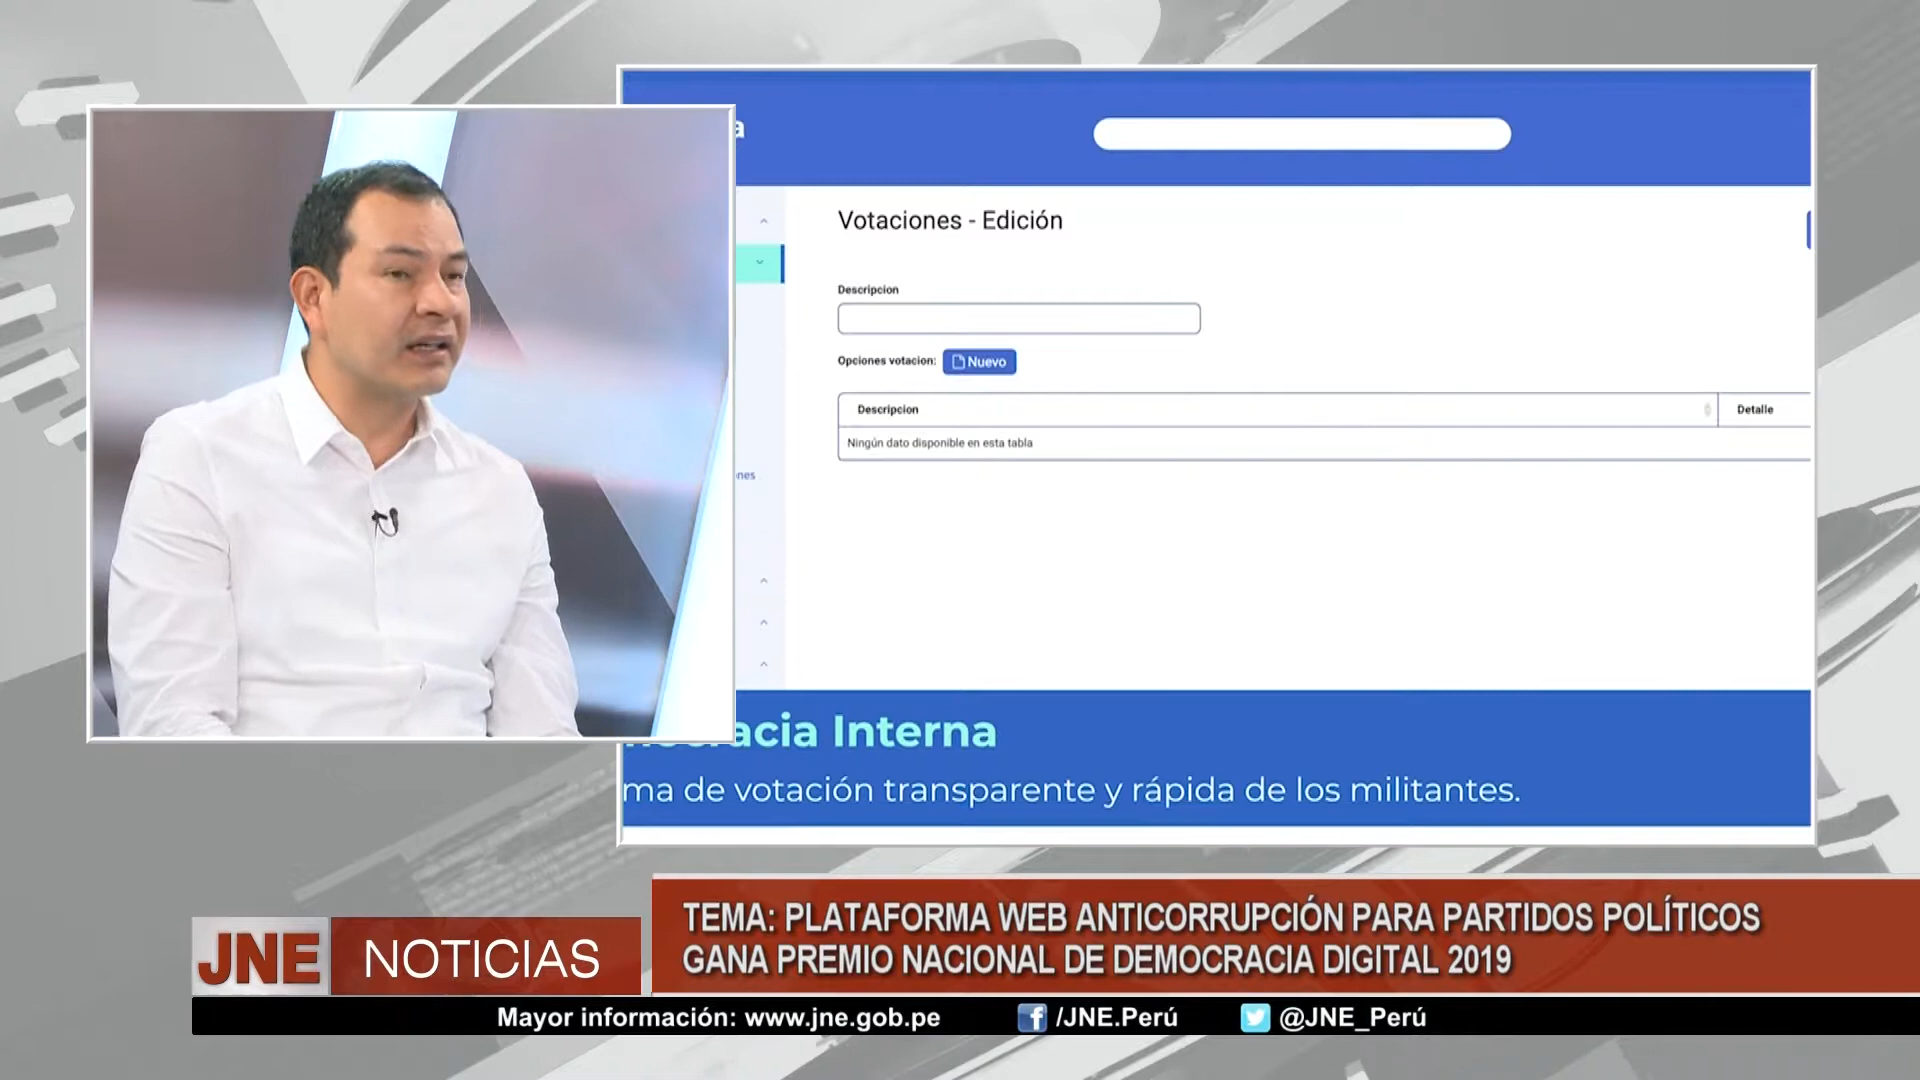 a
Votaciones - Edición
Descripcion
Opciones votacion: Nuevo
Descripcion Detalle
Ningún dato disponible en esta tabla
nes
acia Interna
ma de votación transparente y rápida de los militantes.
TEMA: PLATAFORMA WEB ANTICORRUPCIÓN PARA PARTIDOS POLÍTICOS
GANA PREMIO NACIONAL DE DEMOCRACIA DIGITAL 2019
JNE NOTICIAS
Mayor información: www.jne.gob.pe /JNE.Perú @JNE_Perú